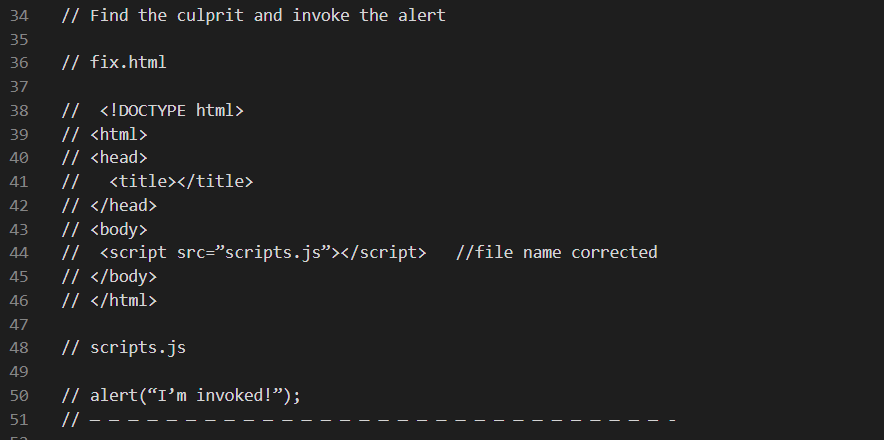 34 // Find the culprit and invoke the alert
35
36 // fix.html
37
38 //  <!DOCTYPE html>
39 // <html>
40 // <head>
41 //   <title></title>
42 // </head>
43 // <body>
44 //  <script src=”scripts.js”></script>   //file name corrected
45 // </body>
46 // </html>
47
48 // scripts.js
49
50 // alert(“I’m invoked!”);
51 // — — — — — — — — — — — — — — — — — — — — — — — — — — — — — — -